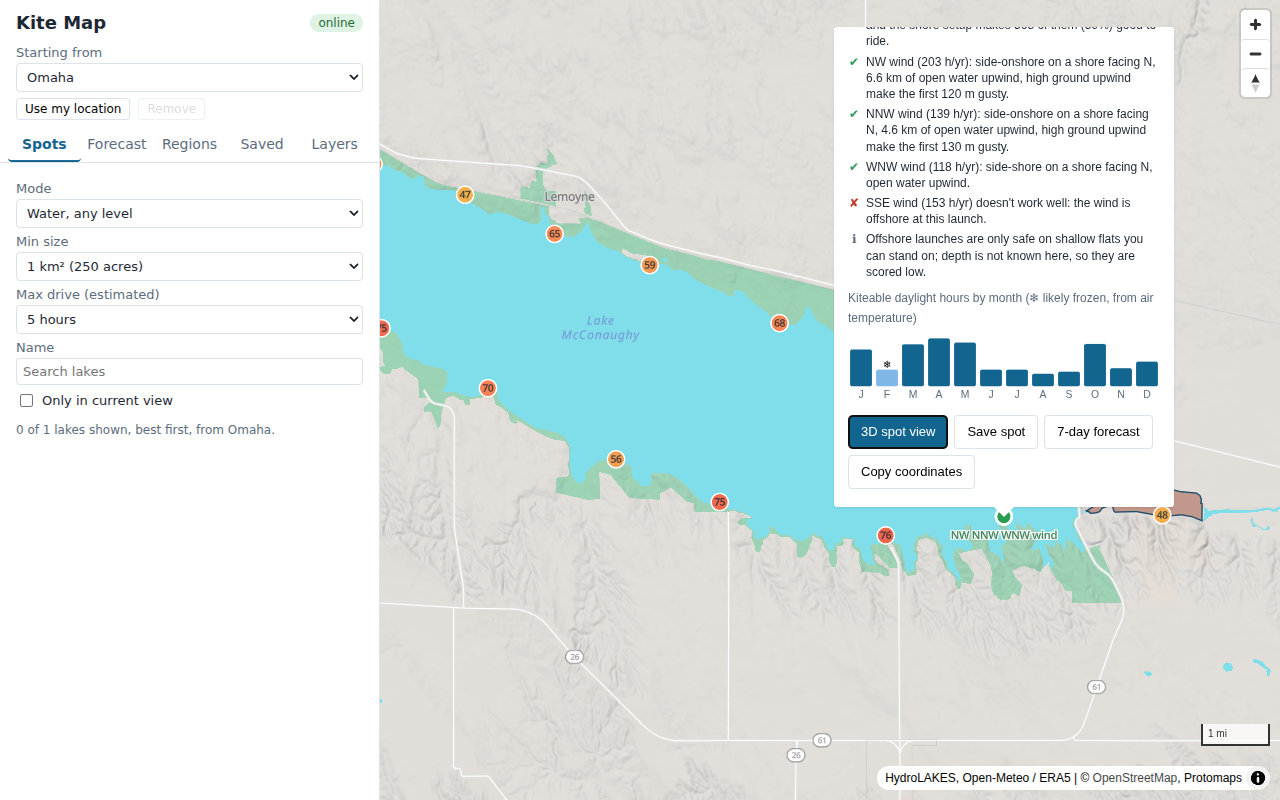 Kite Map
online
Starting from
Omaha
Use my location
Remove
Spots
Forecast
Regions
Saved
Layers
Mode
Water, any level
Min size
1 km² (250 acres)
Max drive (estimated)
5 hours
Name
Search lakes
Only in current view
0 of 1 lakes shown, best first, from Omaha.
47
Lemoyne
65
59
68
Lake
McConaughy
70
56
75
76
48
NW NNW WNW wind
26
61
61
26
ride.
✔ NW wind (203 h/yr): side-onshore on a shore facing N,
6.6 km of open water upwind, high ground upwind
make the first 120 m gusty.
✔ NNW wind (139 h/yr): side-onshore on a shore facing
N, 4.6 km of open water upwind, high ground upwind
make the first 130 m gusty.
✔ WNW wind (118 h/yr): side-shore on a shore facing N,
open water upwind.
✘ SSE wind (153 h/yr) doesn't work well: the wind is
offshore at this launch.
ℹ Offshore launches are only safe on shallow flats you
can stand on; depth is not known here, so they are
scored low.
Kiteable daylight hours by month (❄ likely frozen, from air
temperature)
❄
J F M A M J J A S O N D
3D spot view
Save spot
7-day forecast
Copy coordinates
1 mi
HydroLAKES, Open-Meteo / ERA5 | © OpenStreetMap, Protomaps